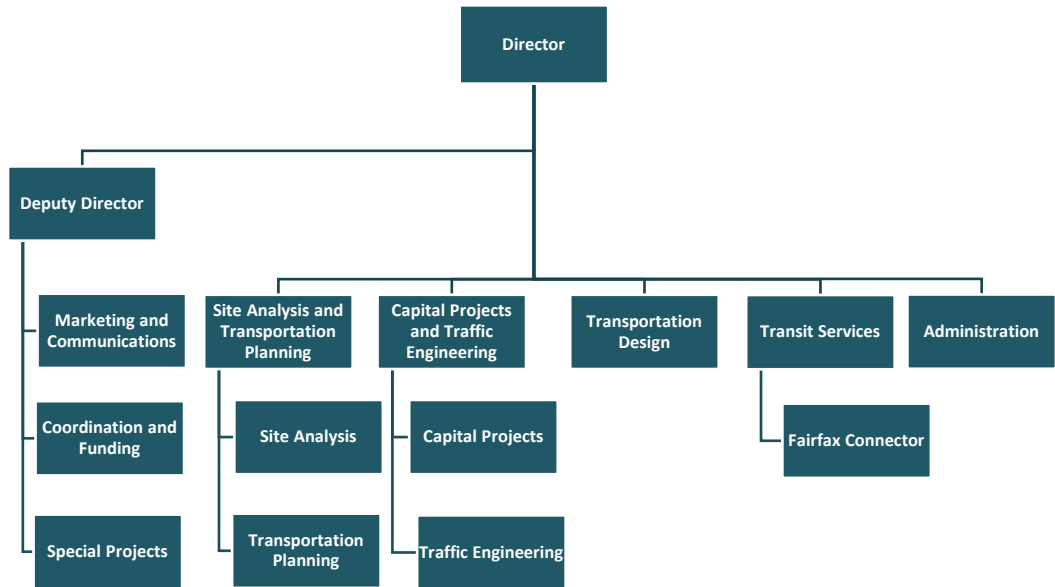 Director
Deputy Director
Marketing and
Communications
Site Analysis and
Transportation
Planning
Capital Projects
and Traffic
Engineering
Transportation
Design
Transit Services
Administration
Coordination and
Funding
Site Analysis
Capital Projects
Fairfax Connector
Special Projects
Transportation
Planning
Traffic Engineering